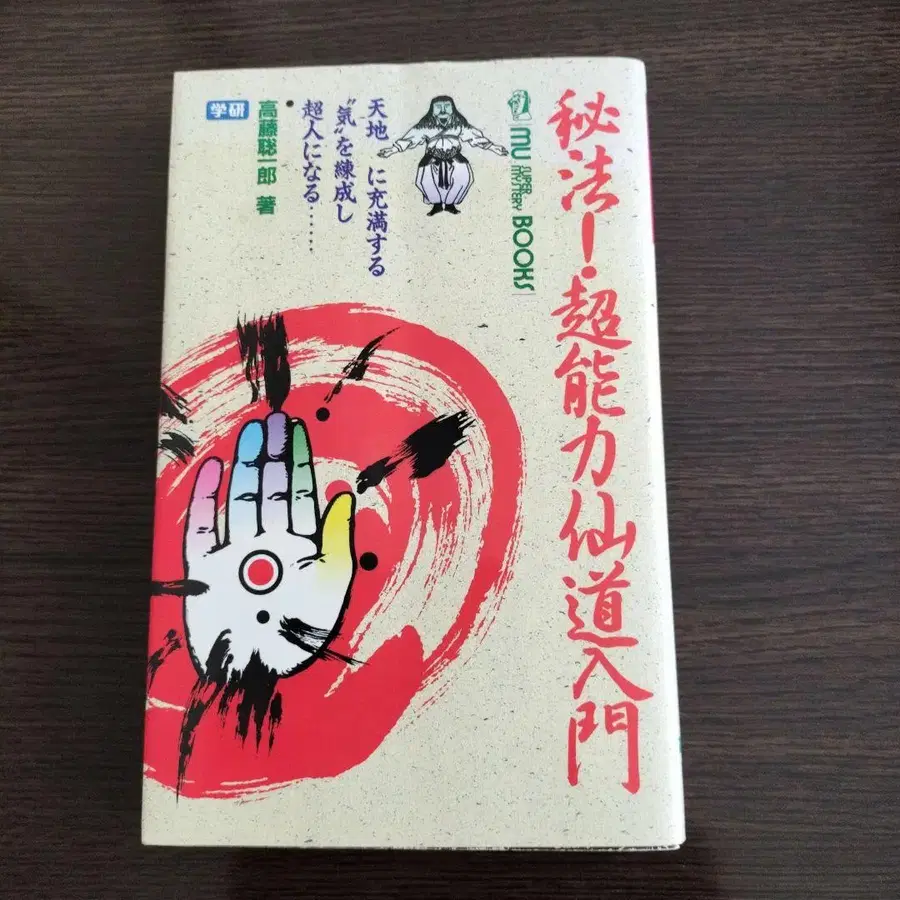 秘法!超能力仙道入門
MU SUPER MYSTERY BOOKS
天地に充満する
“気”を練成し
超人になる……
高藤聡一郎 著
学研